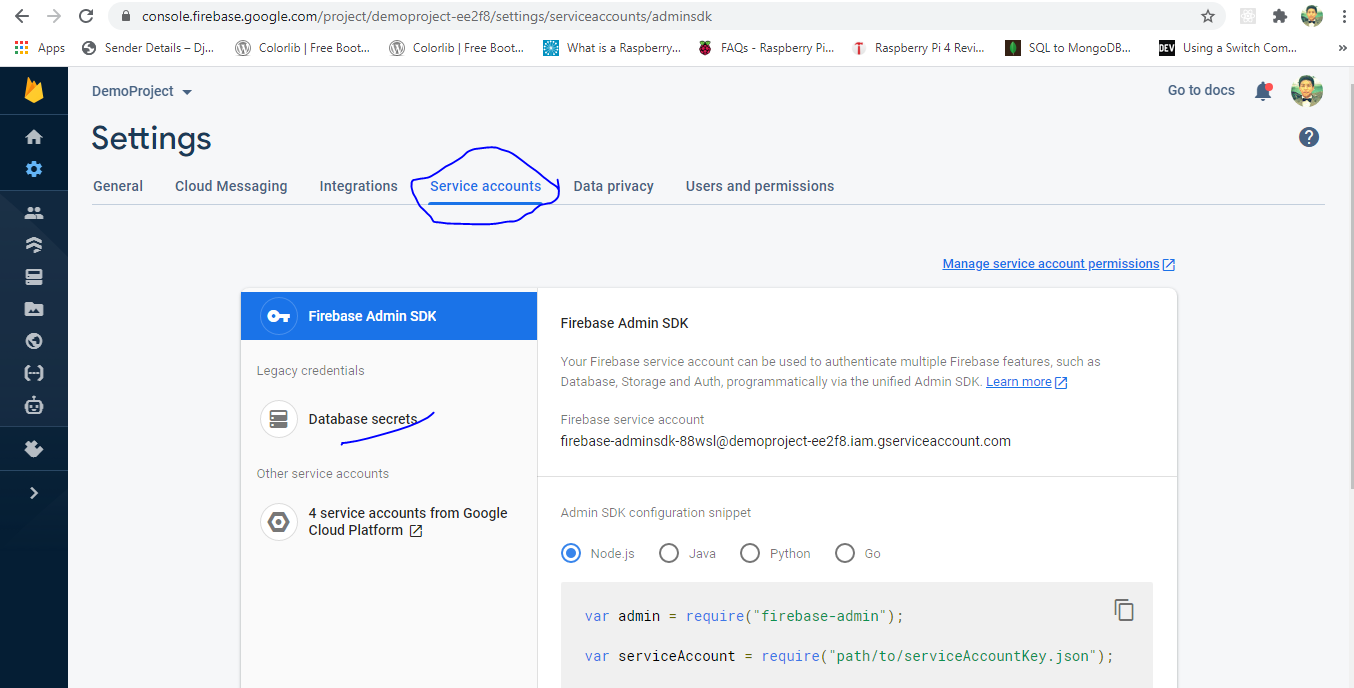 console.firebase.google.com/project/demoproject-ee2f8/settings/serviceaccounts/adminsdk
Apps Sender Details – Dj... Colorlib | Free Boot... Colorlib | Free Boot... What is a Raspberry... FAQs - Raspberry Pi... T Raspberry Pi 4 Revi... SQL to MongoDB... DEV Using a Switch Com... »
DemoProject Go to docs
Settings ?
General Cloud Messaging Integrations Service accounts Data privacy Users and permissions
Manage service account permissions
Firebase Admin SDK
Legacy credentials
Database secrets
Other service accounts
4 service accounts from Google
Cloud Platform
Firebase Admin SDK
Your Firebase service account can be used to authenticate multiple Firebase features, such as
Database, Storage and Auth, programmatically via the unified Admin SDK. Learn more
Firebase service account
firebase-adminsdk-88wsl@demoproject-ee2f8.iam.gserviceaccount.com
Admin SDK configuration snippet
Node.js Java Python Go
var admin = require("firebase-admin");
var serviceAccount = require("path/to/serviceAccountKey.json");